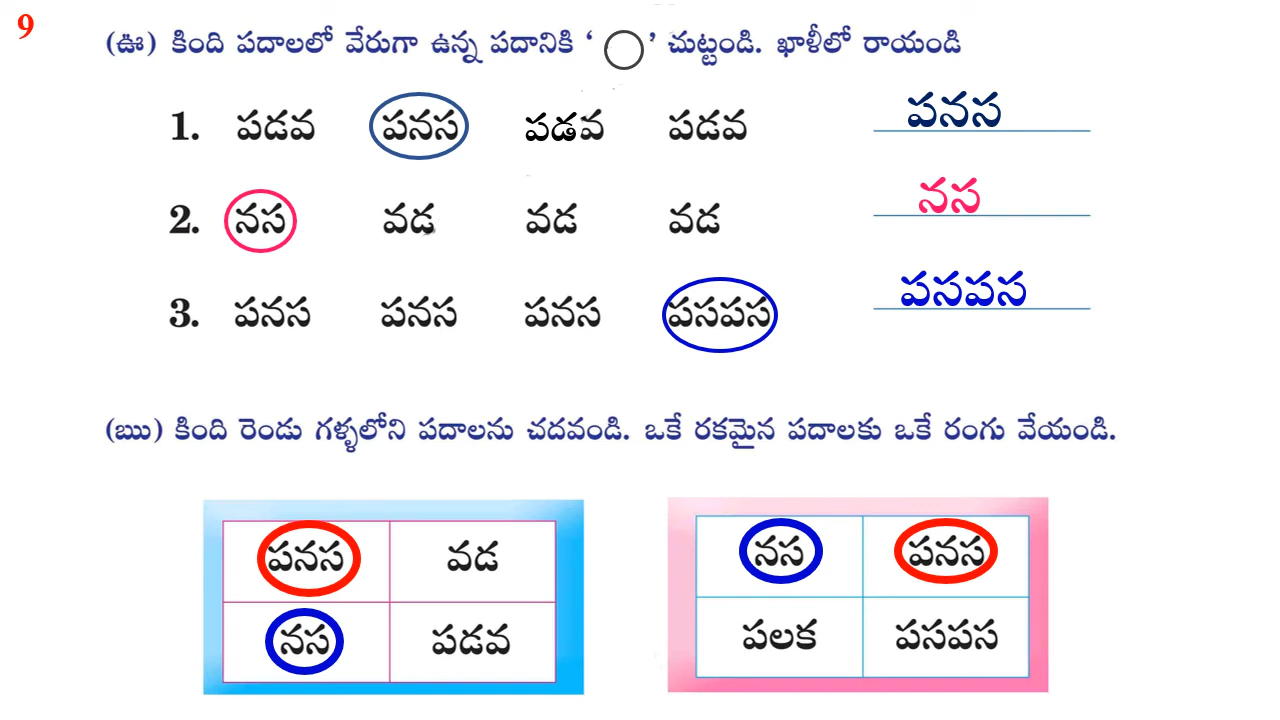 9
(ఊ) కింది పదాలలో వేరుగా ఉన్న పదానికి ‘ ◯ ’ చుట్టండి. ఖాళీలో రాయండి
1. పడవ పనస పడవ పడవ పనస
2. నస వడ వడ వడ నస
3. పనస పనస పనస పసపస పసపస
(ఋ) కింది రెండు గళ్ళలోని పదాలను చదవండి. ఒకే రకమైన పదాలకు ఒకే రంగు వేయండి.
పనస వడ
నస పడవ
నస పనస
పలక పసపస